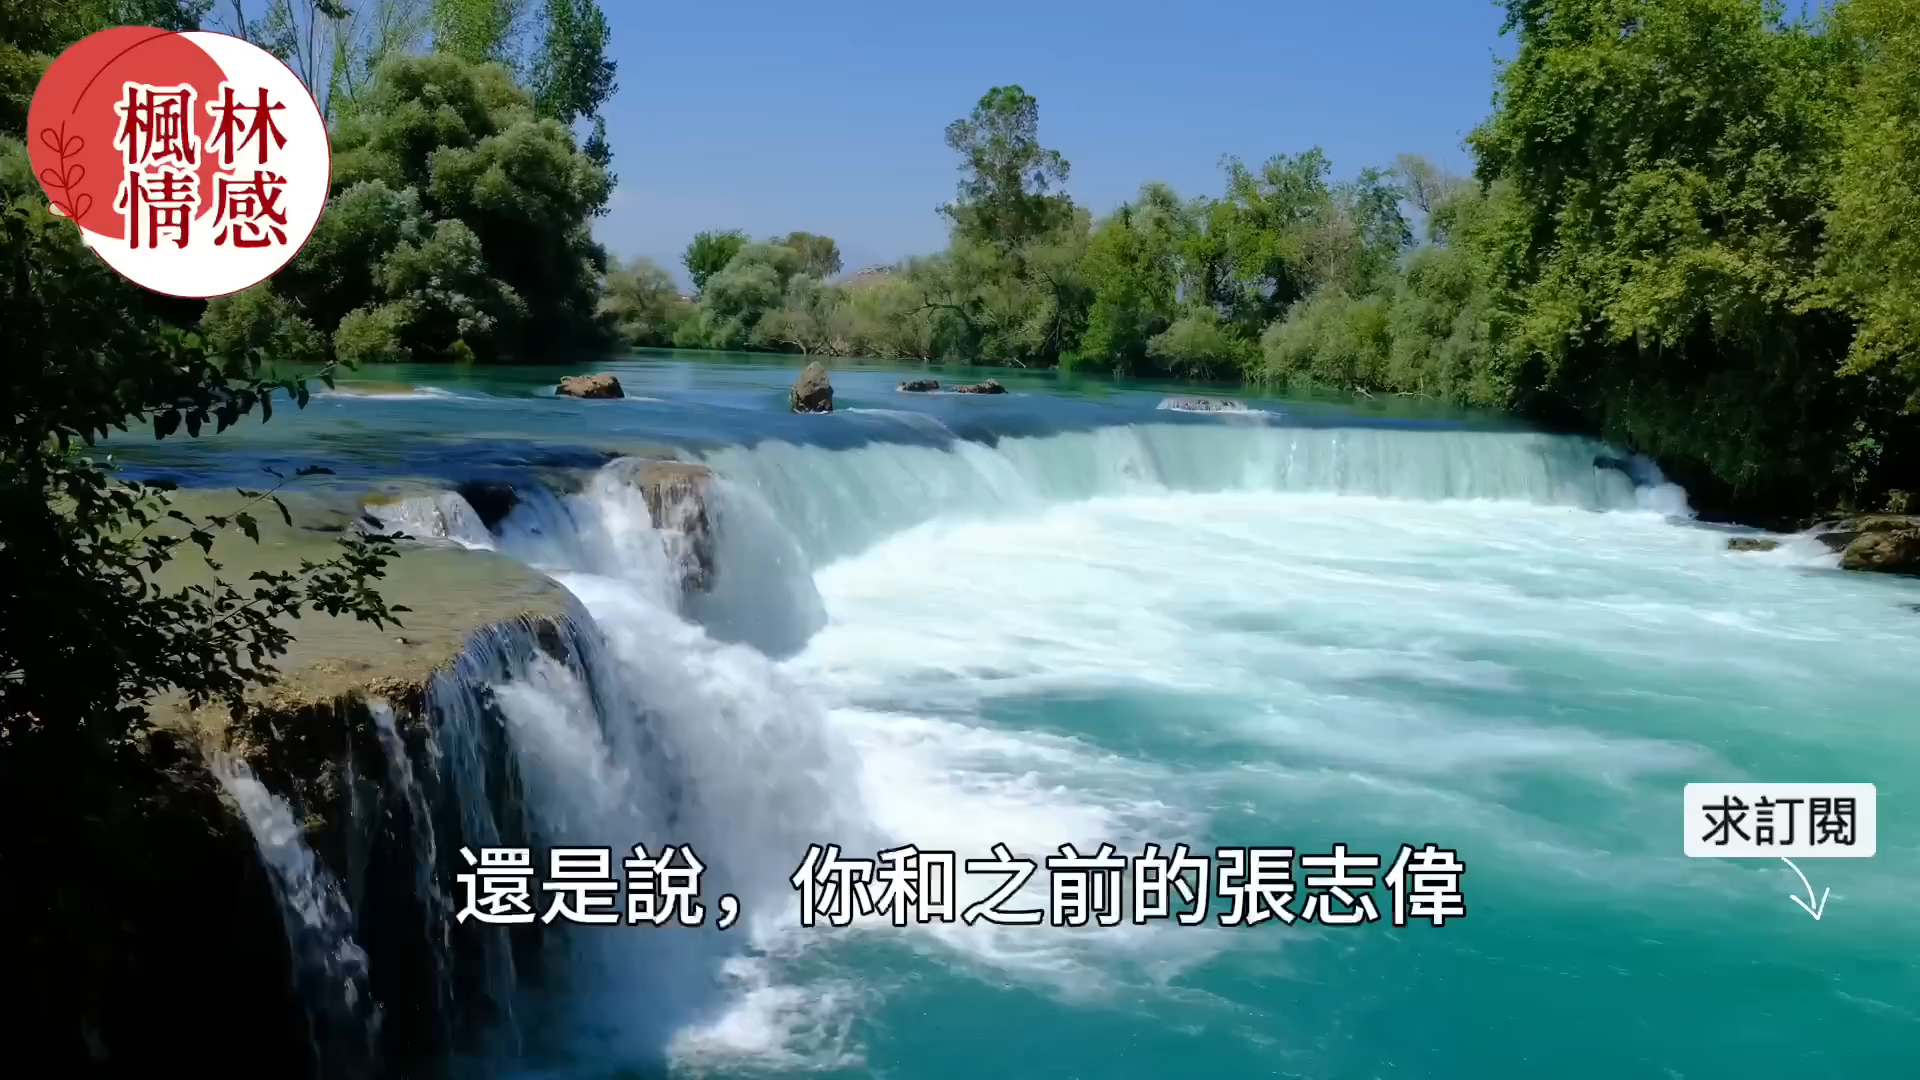 楓林
情感
求訂閱
還是說，你和之前的張志偉